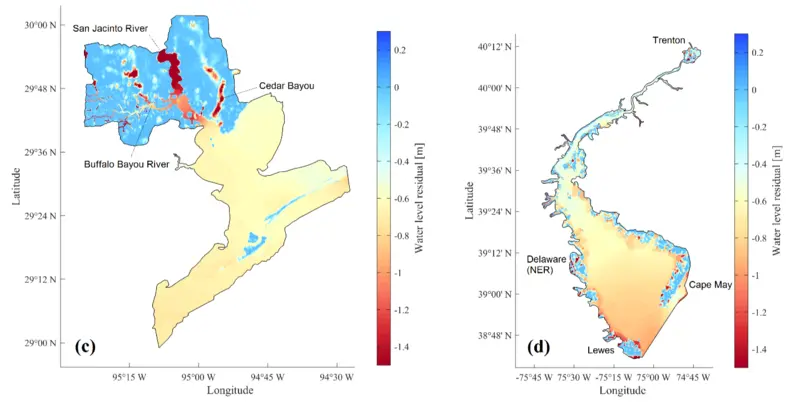 30°00' N
29°48' N
29°36' N
29°24' N
29°12' N
29°00' N
Latitude
San Jacinto River
Cedar Bayou
Buffalo Bayou River
(c)
95°15 W
95°00 W
94°45 W
94°30 W
Longitude
0.2
0
-0.2
-0.4
-0.6
-0.8
-1
-1.2
-1.4
Water level residual [m]
40°12' N
40°00' N
39°48' N
39°36' N
39°24' N
39°12' N
39°00' N
38°48' N
Latitude
Trenton
Delaware
(NER)
Cape May
Lewes
(d)
-75°45 W
75°30 W
-75°15 W
75°00 W
74°45 W
Longitude
0.2
0
-0.2
-0.4
-0.6
-0.8
-1
-1.2
-1.4
Water level residual [m]